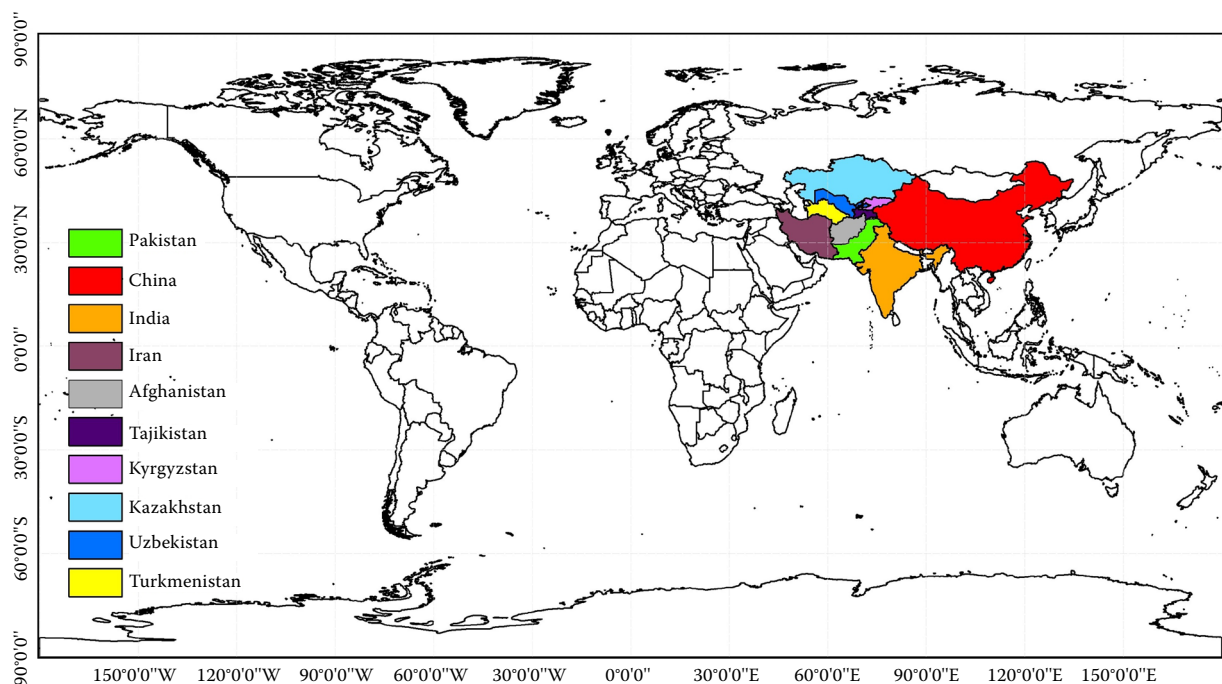 90°0'0"
60°0'0"N
30°0'0"N
0°0'0"
30°0'0"S
60°0'0"S
90°0'0"
Pakistan
China
India
Iran
Afghanistan
Tajikistan
Kyrgyzstan
Kazakhstan
Uzbekistan
Turkmenistan
150°0'0"W
120°0'0"W
90°0'0"W
60°0'0"W
30°0'0"W
0°0'0"
30°0'0"E
60°0'0"E
90°0'0"E
120°0'0"E
150°0'0"E